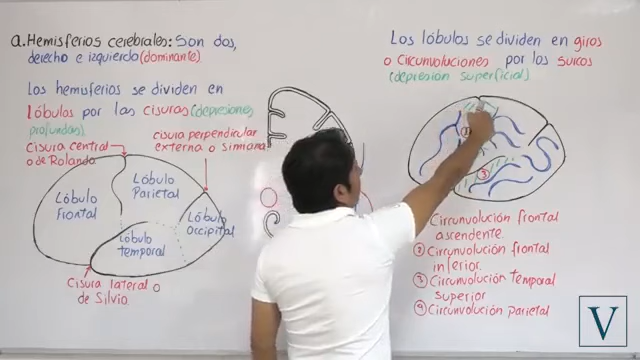 a. Hemisferios cerebrales: Son dos,
derecho e izquierdo (dominante)
Los hemisferios se dividen en
Lóbulos por las cisuras (depresiones
profundas)
cisura central
o de Rolando
cisura perpendicular
externa o simiana
Lóbulo
Frontal
Lóbulo
Parietal
Lóbulo
Occipital
Lóbulo
temporal
Cisura lateral o
de Silvio
Los lóbulos se dividen en giros
o circunvoluciones por los surcos
(depresión superficial)
①
③
Circunvolución frontal
ascendente
② Circunvolución frontal
inferior
③ Circunvolución temporal
superior
④ Circunvolución parietal
V